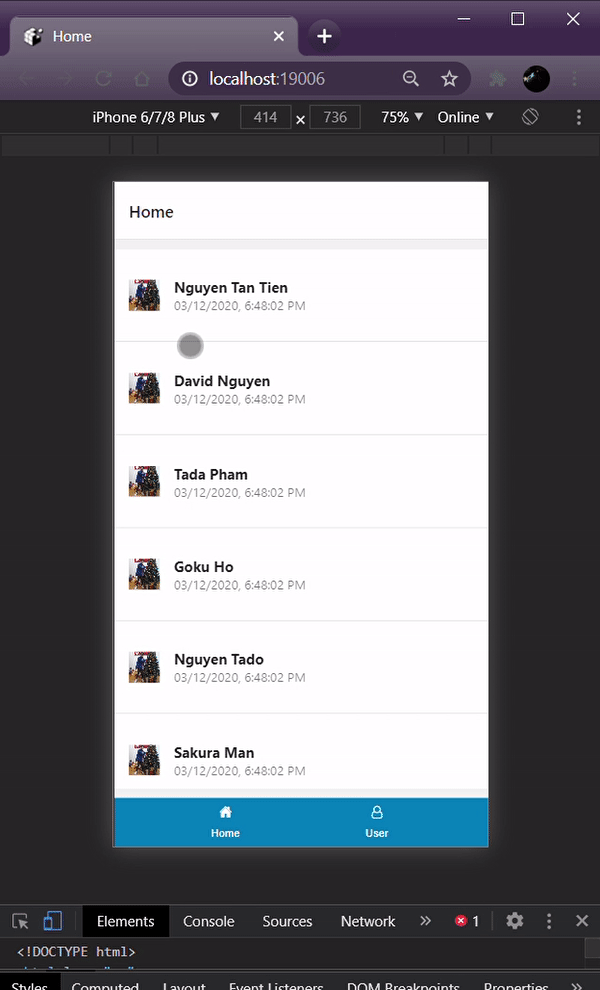 Home
localhost:19006
iPhone 6/7/8 Plus ▼ 414 × 736 75% ▼ Online ▼
Home
Nguyen Tan Tien
03/12/2020, 6:48:02 PM
David Nguyen
03/12/2020, 6:48:02 PM
Tada Pham
03/12/2020, 6:48:02 PM
Goku Ho
03/12/2020, 6:48:02 PM
Nguyen Tado
03/12/2020, 6:48:02 PM
Sakura Man
03/12/2020, 6:48:02 PM
Home User
Elements Console Sources Network » 1
<!DOCTYPE html>
Styles Computed Layout Event Listeners DOM Breakpoints Properties »